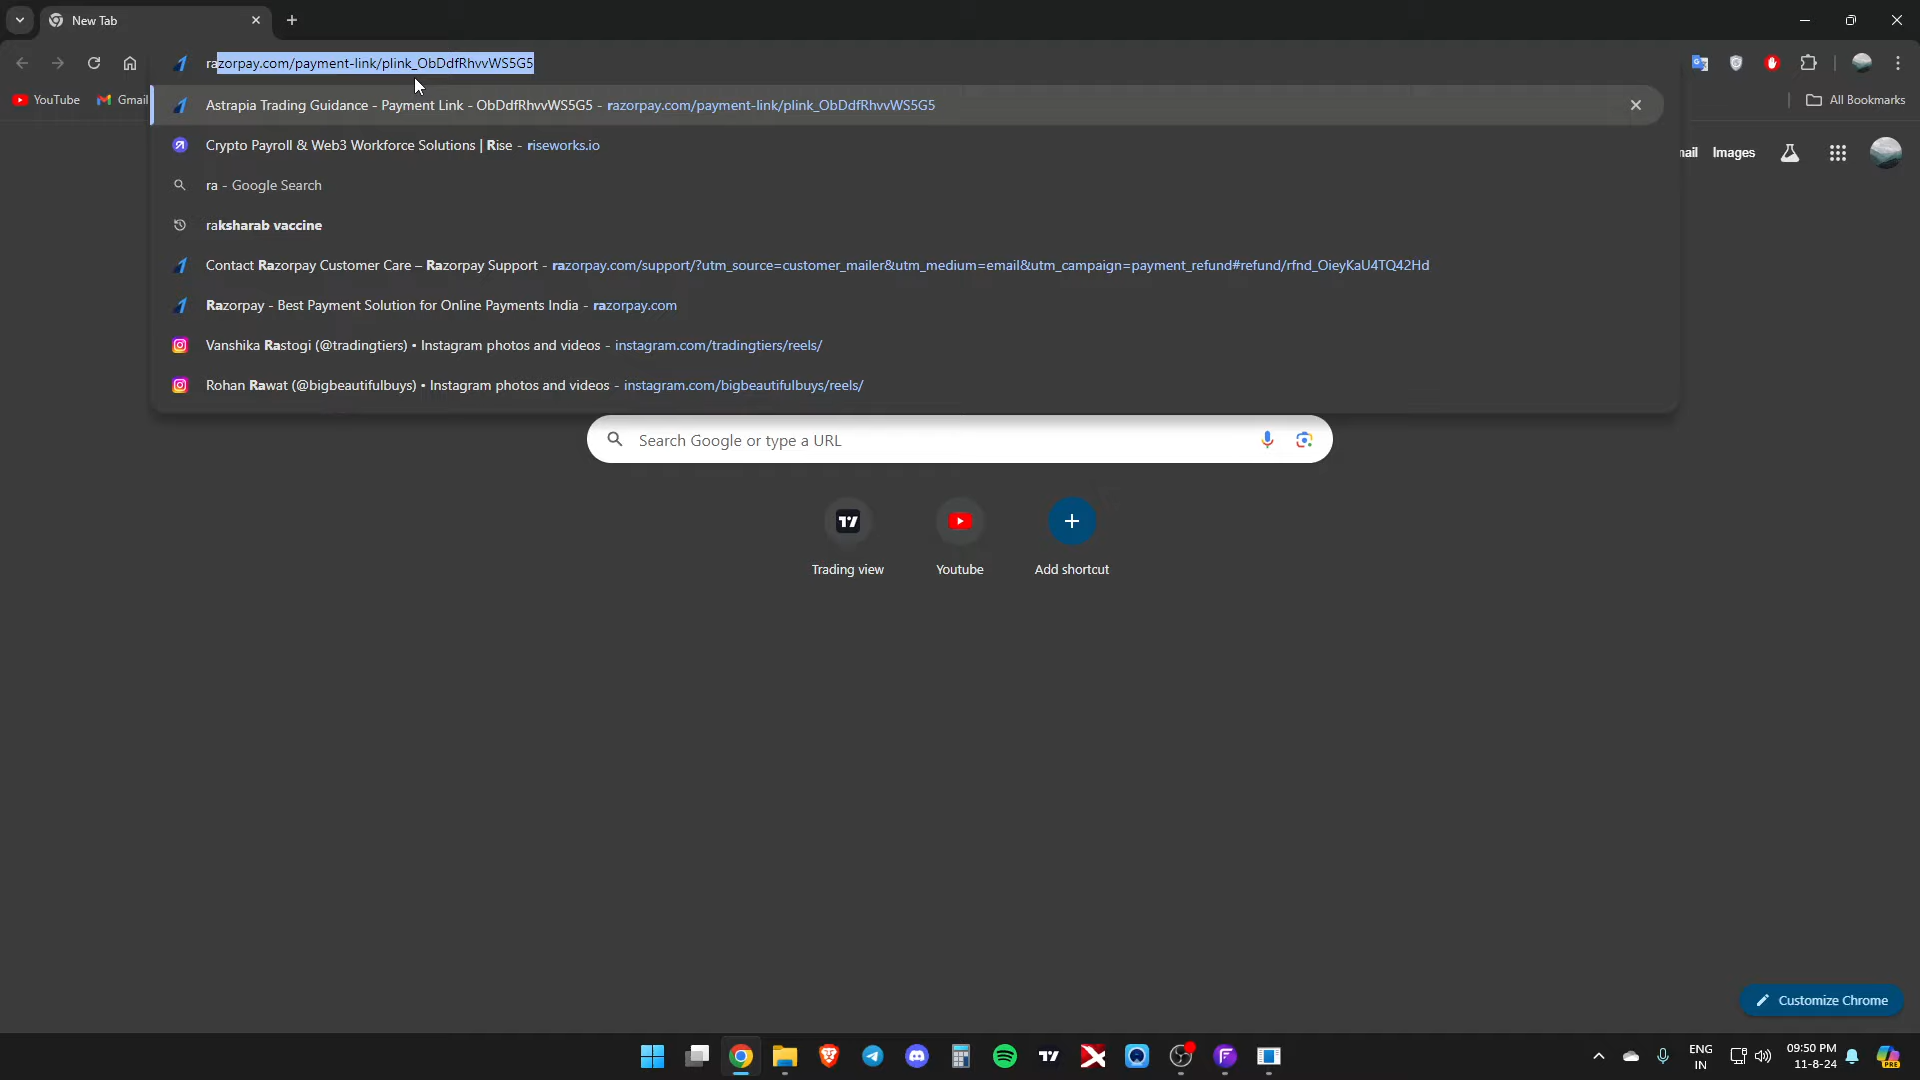 New Tab
razorpay.com/payment-link/plink_ObDdfRhvvWS5G5
YouTube
Gmail
All Bookmarks
Astrapia Trading Guidance - Payment Link - ObDdfRhvvWS5G5 - razorpay.com/payment-link/plink_ObDdfRhvvWS5G5
Crypto Payroll & Web3 Workforce Solutions | Rise - riseworks.io
nail Images
ra - Google Search
raksharab vaccine
Contact Razorpay Customer Care – Razorpay Support - razorpay.com/support/?utm_source=customer_mailer&utm_medium=email&utm_campaign=payment_refund#refund/rfnd_OieyKaU4TQ42Hd
Razorpay - Best Payment Solution for Online Payments India - razorpay.com
Vanshika Rastogi (@tradingtiers) • Instagram photos and videos - instagram.com/tradingtiers/reels/
Rohan Rawat (@bigbeautifulbuys) • Instagram photos and videos - instagram.com/bigbeautifulbuys/reels/
Search Google or type a URL
Trading view
Youtube
Add shortcut
Customize Chrome
ENG
IN
09:50 PM
11-8-24
PRE